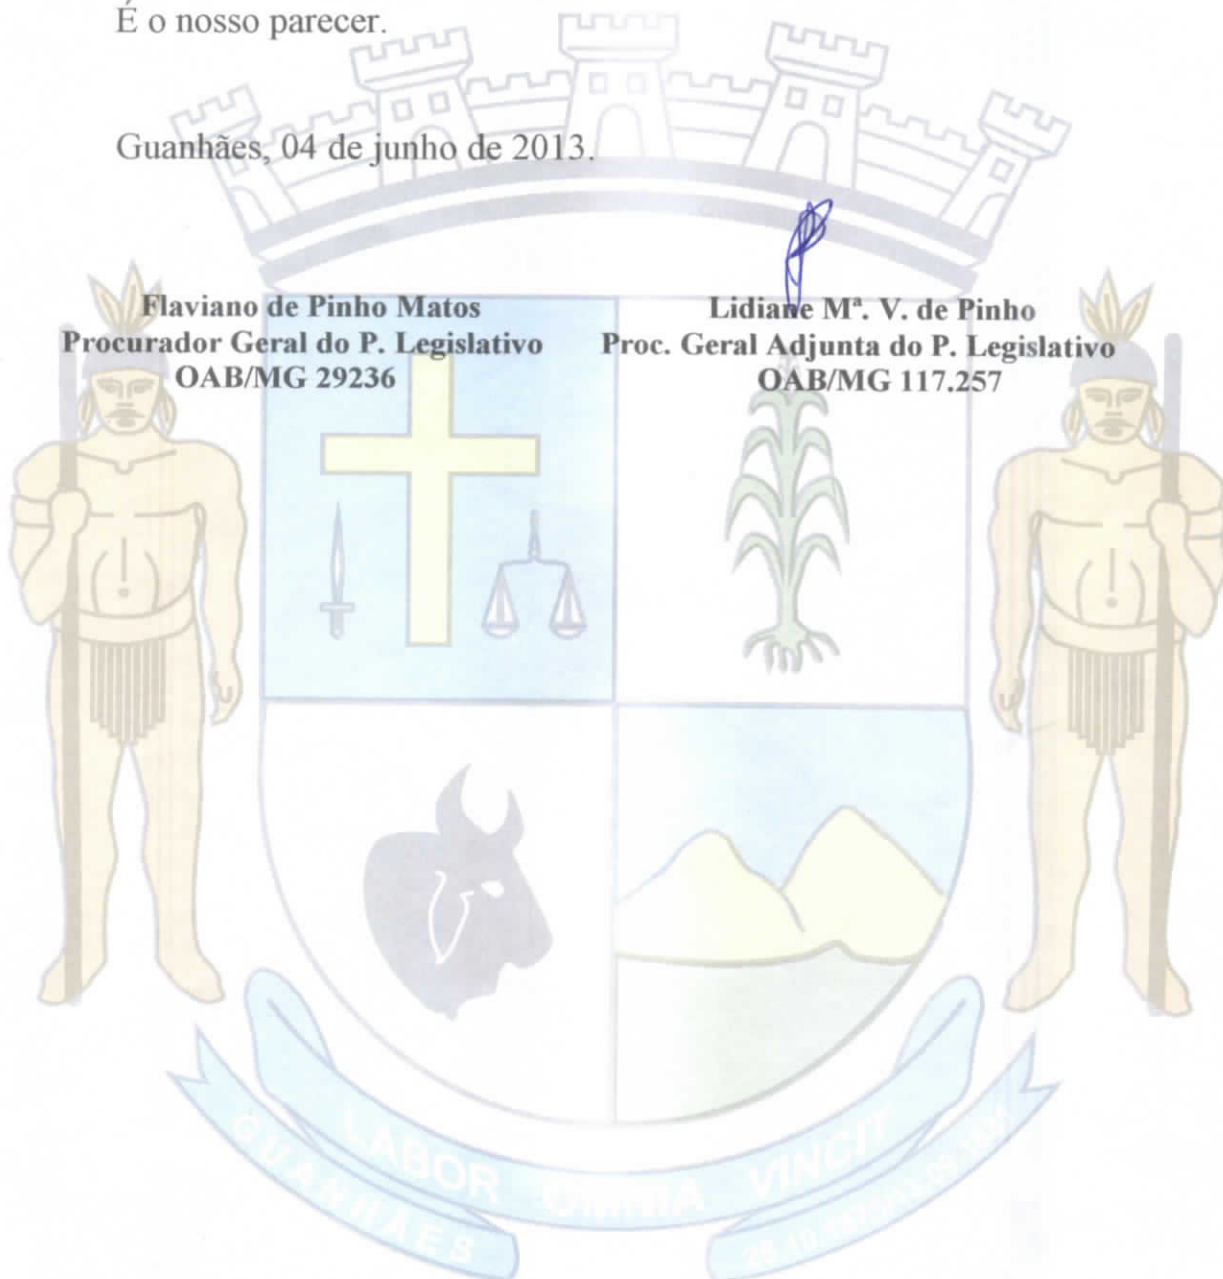 É o nosso parecer.
Guanhães, 04 de junho de 2013.
Flaviano de Pinho Matos
Procurador Geral do P. Legislativo
OAB/MG 29236
Lidiane Mª. V. de Pinho
Proc. Geral Adjunta do P. Legislativo
OAB/MG 117.257
LABOR OMNIA VINCIT
GUANHÃES